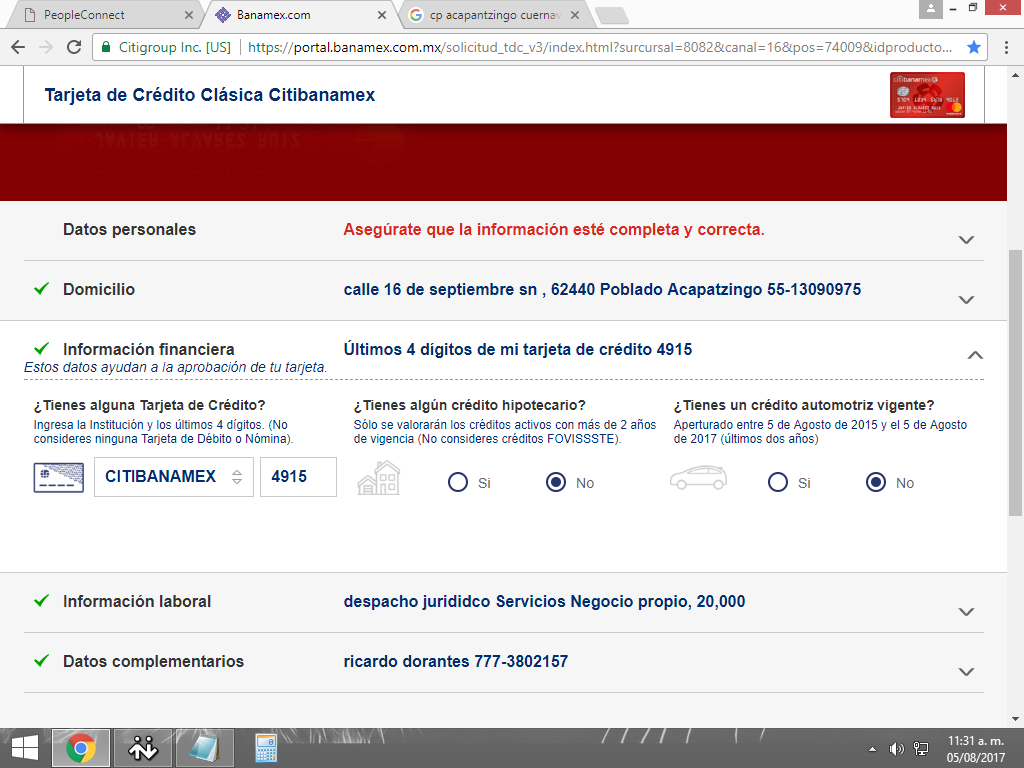 PeopleConnect
Banamex.com
cp acapantzingo cuernav
Citigroup Inc. [US]
https://portal.banamex.com.mx/solicitud_tdc_v3/index.html?surcursal=8082&canal=16&pos=74009&idproducto...
Tarjeta de Crédito Clásica Citibanamex
citibanamex
JAVIER ALVAREZ RUIZ
Datos personales
Asegúrate que la información esté completa y correcta.
Domicilio
calle 16 de septiembre sn , 62440 Poblado Acapatzingo 55-13090975
Información financiera
Últimos 4 dígitos de mi tarjeta de crédito 4915
Estos datos ayudan a la aprobación de tu tarjeta.
¿Tienes alguna Tarjeta de Crédito?
Ingresa la Institución y los últimos 4 dígitos. (No
consideres ninguna Tarjeta de Débito o Nómina).
CITIBANAMEX
4915
¿Tienes algún crédito hipotecario?
Sólo se valorarán los créditos activos con más de 2 años
de vigencia (No consideres créditos FOVISSSTE).
Si
No
¿Tienes un crédito automotriz vigente?
Aperturado entre 5 de Agosto de 2015 y el 5 de Agosto
de 2017 (últimos dos años)
Si
No
Información laboral
despacho jurididco Servicios Negocio propio, 20,000
Datos complementarios
ricardo dorantes 777-3802157
11:31 a. m.
05/08/2017